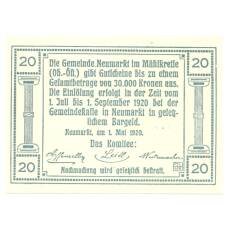 20 20
Die Gemeinde Neumarkt im Mühlkreise
(Ob.-Öst.) gibt Gutscheine bis zu einem
Gesamtbetrage von 30.000 Kronen aus.
Die Einlösung erfolgt in der Zeit vom
1. Juli bis 1. September 1920 bei der
Gemeindekasse in Neumarkt in gesetz-
lichem Bargeld.
Neumarkt, am 1. Mai 1920.
Das Komitee:
20 20
Nachmachung wird gesetzlich bestraft.